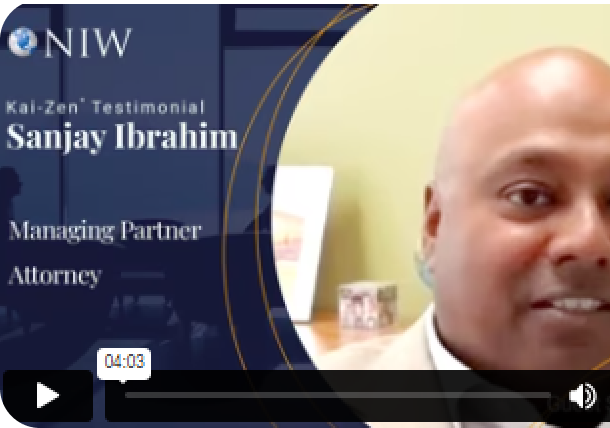 NIW
Kai-Zen® Testimonial
Sanjay Ibrahim
Managing Partner
Attorney
04:03